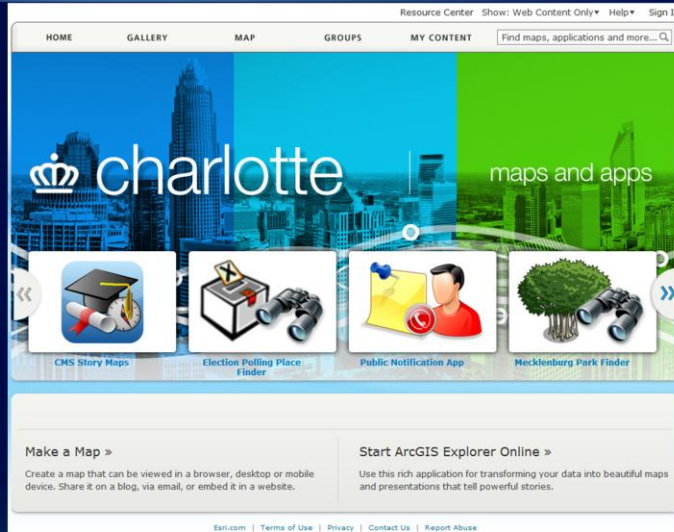 Resource Center Show: Web Content Only▾ Help▾ Sign I
HOME GALLERY MAP GROUPS MY CONTENT Find maps, applications and more...
charlotte maps and apps
CMS Story Maps
Election Polling Place
Finder
Public Notification App
Mecklenburg Park Finder
Make a Map »
Create a map that can be viewed in a browser, desktop or mobile
device. Share it on a blog, via email, or embed it in a website.
Start ArcGIS Explorer Online »
Use this rich application for transforming your data into beautiful maps
and presentations that tell powerful stories.
Esri.com | Terms of Use | Privacy | Contact Us | Report Abuse